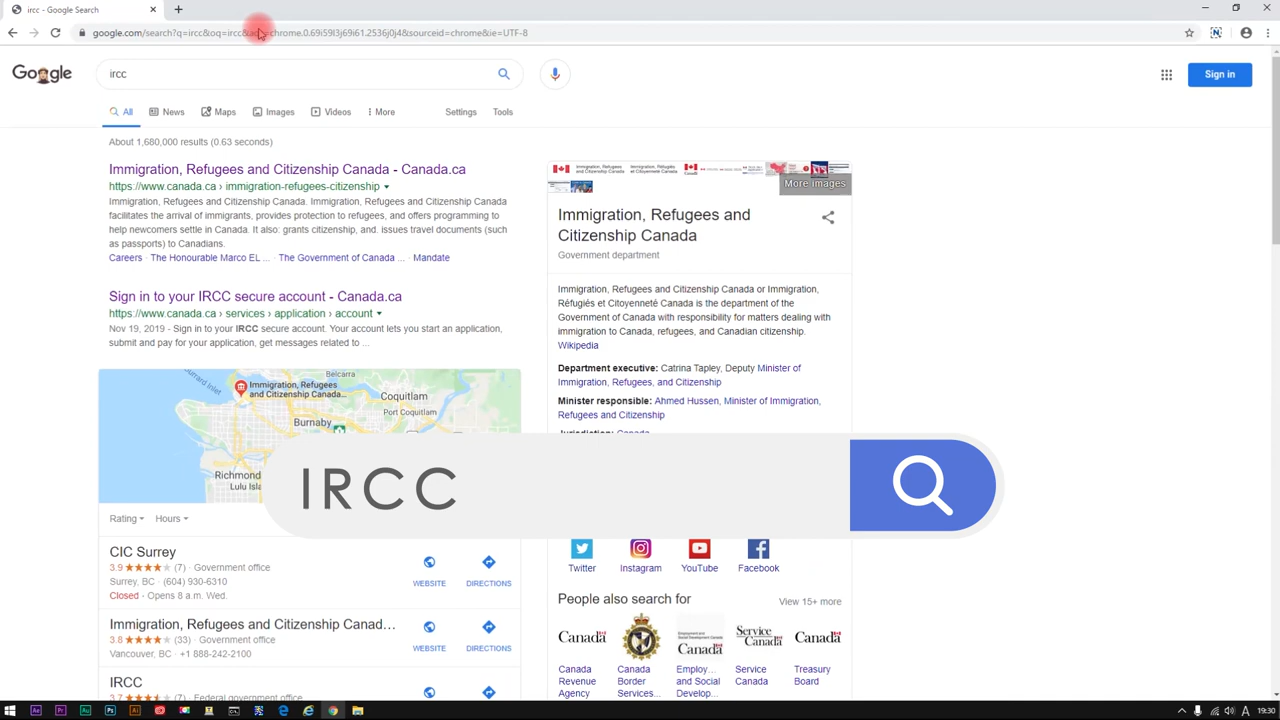 ircc - Google Search
google.com/search?q=ircc&oq=ircc&aqs=chrome.0.69i59l3j69i61.2536j0j4&sourceid=chrome&ie=UTF-8
Google
ircc
Sign in
All News Maps Images Videos More Settings Tools
About 1,680,000 results (0.63 seconds)
Immigration, Refugees and Citizenship Canada - Canada.ca
https://www.canada.ca › immigration-refugees-citizenship
Immigration, Refugees and Citizenship Canada. Immigration, Refugees and Citizenship Canada
facilitates the arrival of immigrants, provides protection to refugees, and offers programming to
help newcomers settle in Canada. It also: grants citizenship, and. issues travel documents (such
as passports) to Canadians.
Careers · The Honourable Marco EL ... · The Government of Canada ... · Mandate
Sign in to your IRCC secure account - Canada.ca
https://www.canada.ca › services › application › account
Nov 19, 2019 - Sign in to your IRCC secure account. Your account lets you start an application,
submit and pay for your application, get messages related to ...
Belcarra
Immigration, Refugees
and Citizenship Canada...
Coquitlam
Port Coquitlam
Burnaby
Richmond
Lulu Isla
Rating Hours
CIC Surrey
3.9 (7) · Government office
Surrey, BC · (604) 930-6310
Closed · Opens 8 a.m. Wed.
WEBSITE DIRECTIONS
Immigration, Refugees and Citizenship Canad...
3.8 (33) · Government office
Vancouver, BC · +1 888-242-2100
WEBSITE DIRECTIONS
IRCC
3.7 (7) · Federal government office
More images
Immigration, Refugees and
Citizenship Canada
Government department
Immigration, Refugees and Citizenship Canada or Immigration,
Réfugiés et Citoyenneté Canada is the department of the
Government of Canada with responsibility for matters dealing with
immigration to Canada, refugees, and Canadian citizenship.
Wikipedia
Department executive: Catrina Tapley, Deputy Minister of
Immigration, Refugees, and Citizenship
Minister responsible: Ahmed Hussen, Minister of Immigration,
Refugees and Citizenship
Jurisdiction: Canada
IRCC
Twitter Instagram YouTube Facebook
People also search for View 15+ more
Canada
Service
Canada
Canada
Canada
Revenue
Agency
Canada
Border
Services...
Employ...
and Social
Develop...
Service
Canada
Treasury
Board
19:30